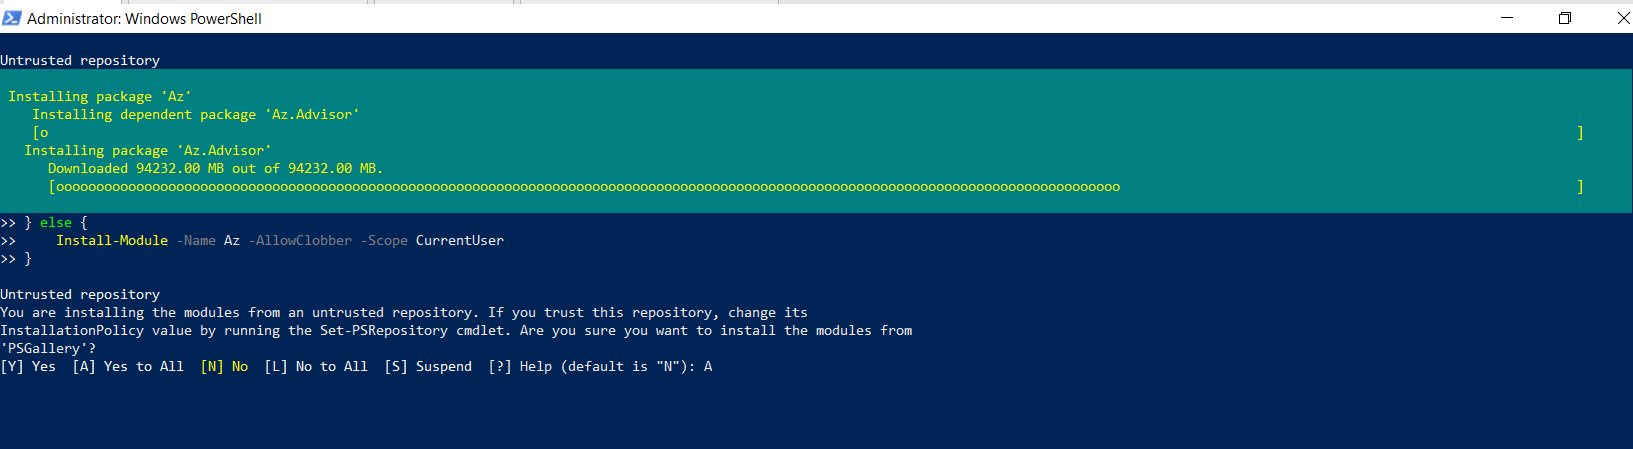 Administrator: Windows PowerShell
Untrusted repository
Installing package 'Az'
Installing dependent package 'Az.Advisor'
[o ]
Installing package 'Az.Advisor'
Downloaded 94232.00 MB out of 94232.00 MB.
[ooooooooooooooooooooooooooooooooooooooooooooooooooooooooooooooooooooooooooooooooooooooooooooooooooooooooooooooooooooooooooooooooooooo ]
>> } else {
>>     Install-Module -Name Az -AllowClobber -Scope CurrentUser
>> }
Untrusted repository
You are installing the modules from an untrusted repository. If you trust this repository, change its
InstallationPolicy value by running the Set-PSRepository cmdlet. Are you sure you want to install the modules from
'PSGallery'?
[Y] Yes  [A] Yes to All  [N] No  [L] No to All  [S] Suspend  [?] Help (default is "N"): A